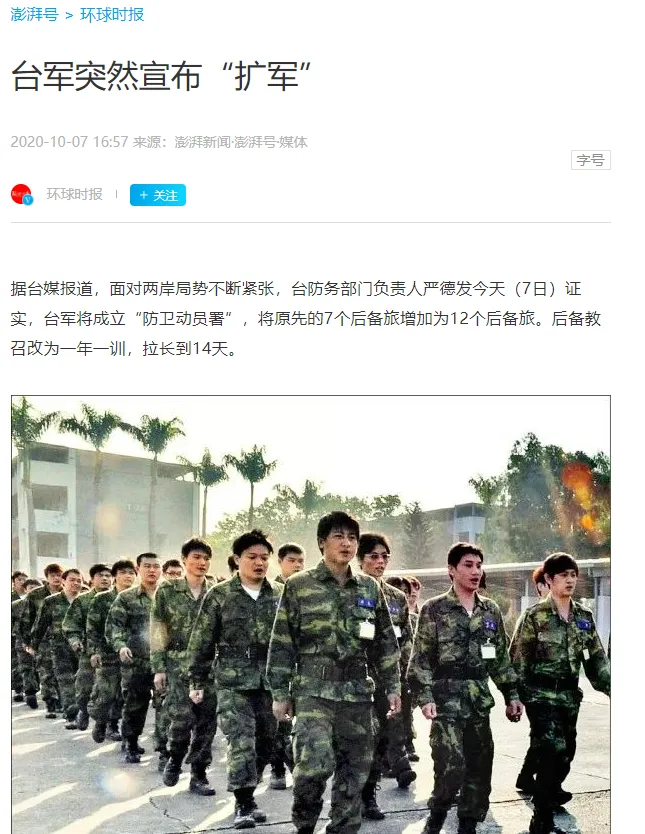 澎湃号 > 环球时报
台军突然宣布“扩军”
2020-10-07 16:57 来源：澎湃新闻·澎湃号·媒体
字号
环球时报
+ 关注
据台媒报道，面对两岸局势不断紧张，台防务部门负责人严德发今天（7日）证
实，台军将成立“防卫动员署”，将原先的7个后备旅增加为12个后备旅。后备教
召改为一年一训，拉长到14天。